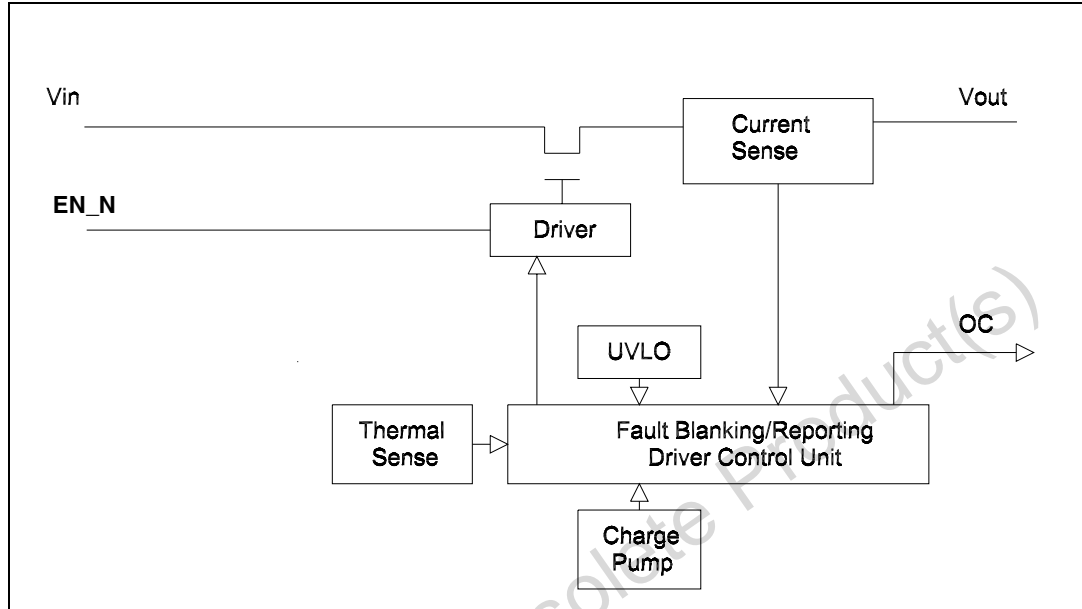 Vin
Vout
Current
Sense
EN_N
Driver
OC
UVLO
Thermal
Sense
Fault Blanking/Reporting
Driver Control Unit
Charge
Pump
solete Product(s)